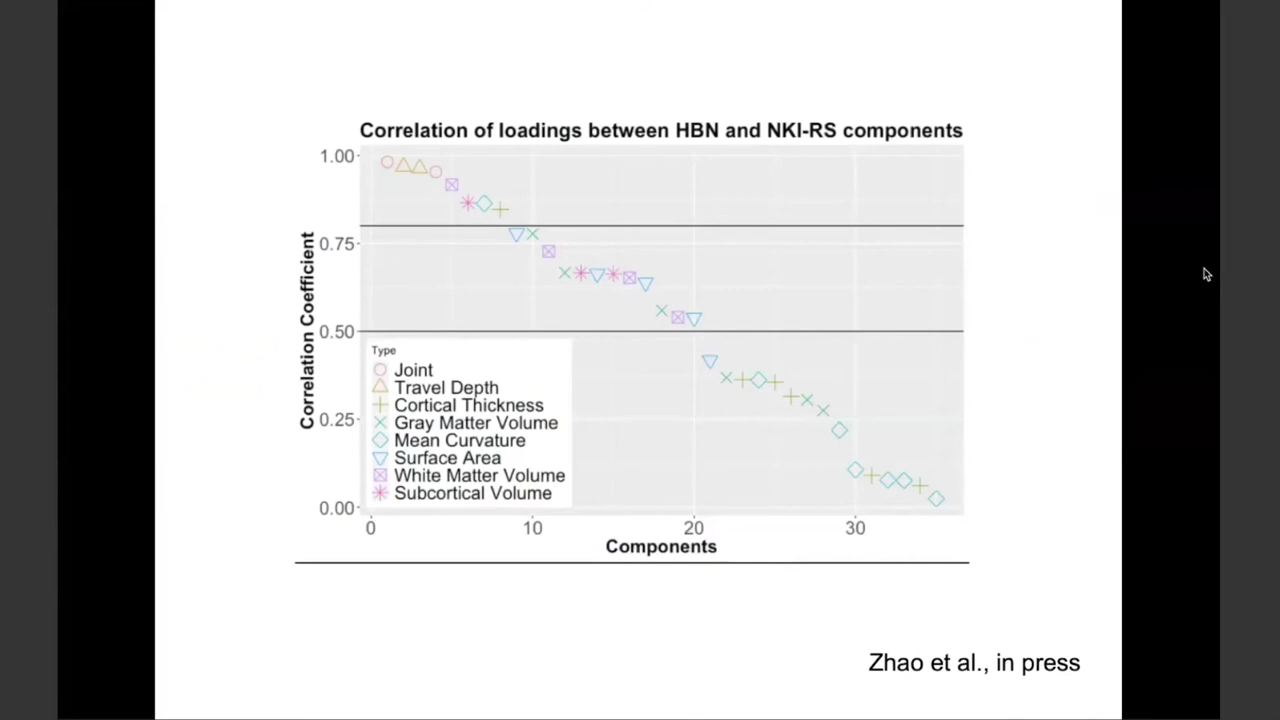 Correlation of loadings between HBN and NKI-RS components
1.00
0.75
0.50
0.25
0.00
Correlation Coefficient
Type
Joint
Travel Depth
Cortical Thickness
Gray Matter Volume
Mean Curvature
Surface Area
White Matter Volume
Subcortical Volume
0 10 20 30
Components
Zhao et al., in press